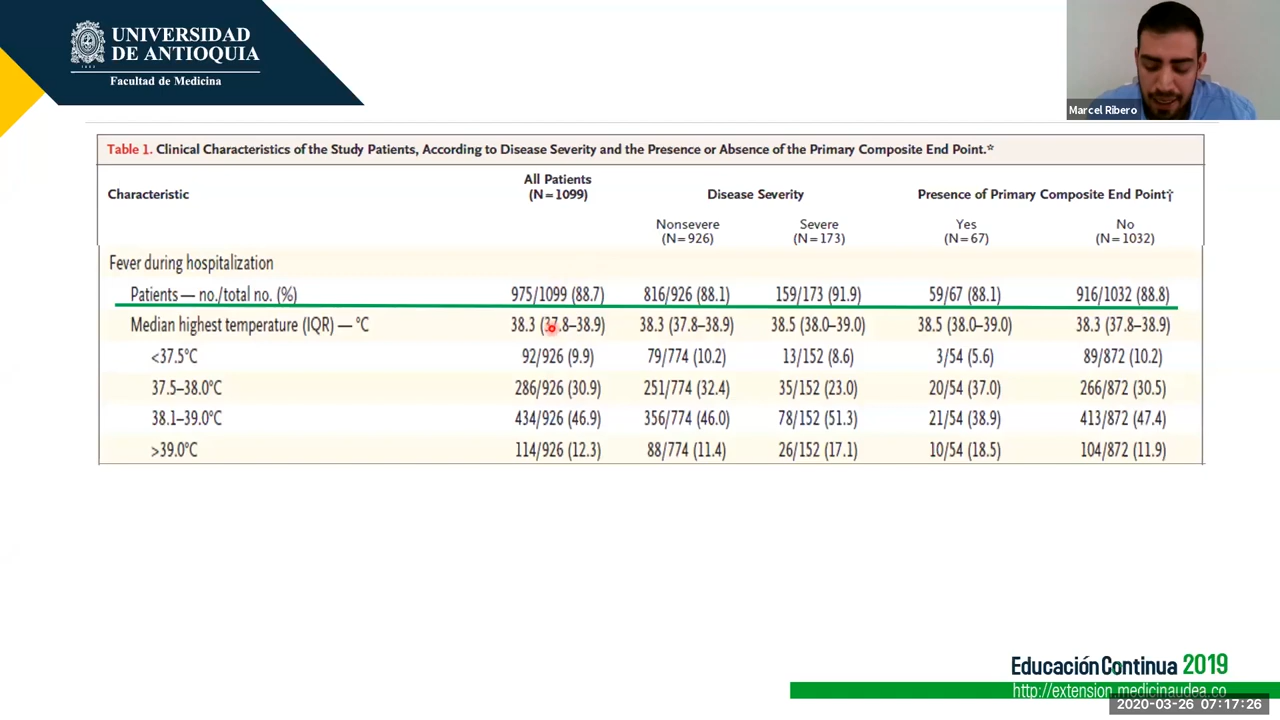 UNIVERSIDAD
DE ANTIOQUIA
Facultad de Medicina
Marcel Ribero
Table 1. Clinical Characteristics of the Study Patients, According to Disease Severity and the Presence or Absence of the Primary Composite End Point.*
Characteristic All Patients (N=1099) Disease Severity Presence of Primary Composite End Point†
Nonsevere (N=926) Severe (N=173) Yes (N=67) No (N=1032)
Fever during hospitalization
Patients — no./total no. (%) 975/1099 (88.7) 816/926 (88.1) 159/173 (91.9) 59/67 (88.1) 916/1032 (88.8)
Median highest temperature (IQR) — °C 38.3 (37.8–38.9) 38.3 (37.8–38.9) 38.5 (38.0–39.0) 38.5 (38.0–39.0) 38.3 (37.8–38.9)
<37.5°C 92/926 (9.9) 79/774 (10.2) 13/152 (8.6) 3/54 (5.6) 89/872 (10.2)
37.5–38.0°C 286/926 (30.9) 251/774 (32.4) 35/152 (23.0) 20/54 (37.0) 266/872 (30.5)
38.1–39.0°C 434/926 (46.9) 356/774 (46.0) 78/152 (51.3) 21/54 (38.9) 413/872 (47.4)
>39.0°C 114/926 (12.3) 88/774 (11.4) 26/152 (17.1) 10/54 (18.5) 104/872 (11.9)
Educación Continua 2019
http://extension.medicinaudea.co
2020-03-26 07:17:26